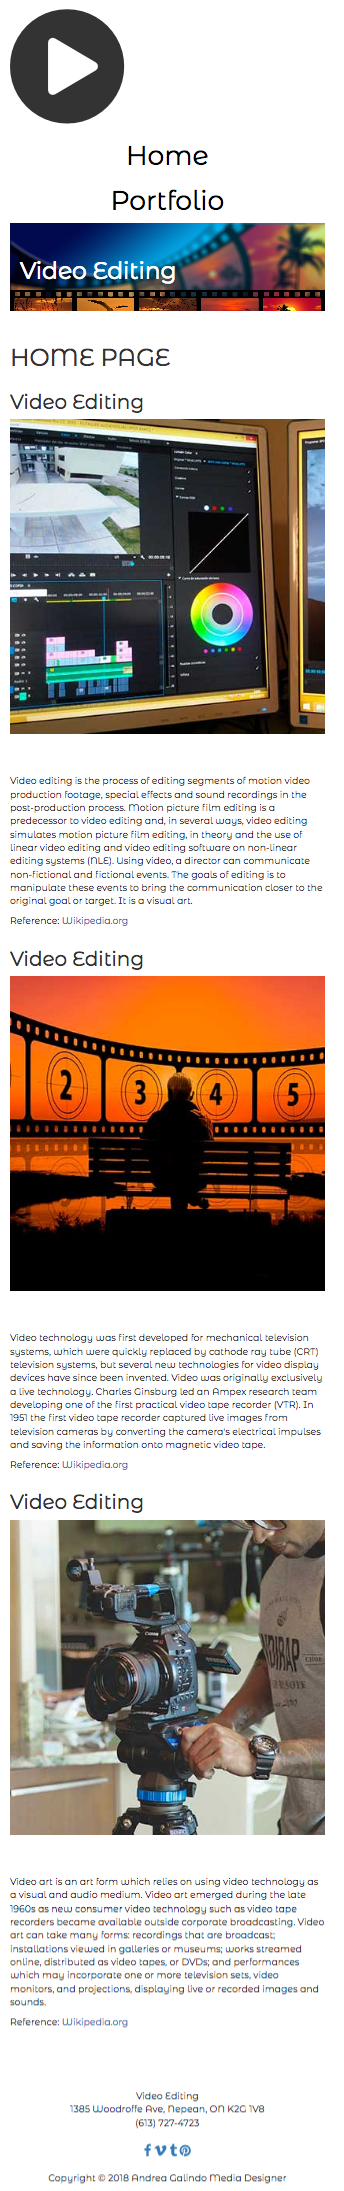 Home
Portfolio
Video Editing
HOME PAGE
Video Editing
Video editing is the process of editing segments of motion video
production footage, special effects and sound recordings in the
post-production process. Motion picture film editing is a
predecessor to video editing and, in several ways, video editing
simulates motion picture film editing, in theory and the use of
linear video editing and video editing software on non-linear
editing systems (NLE). Using video, a director can communicate
non-fictional and fictional events. The goals of editing is to
manipulate these events to bring the communication closer to the
original goal or target. It is a visual art.
Reference: Wikipedia.org
Video Editing
2 3 4 5
Video technology was first developed for mechanical television
systems, which were quickly replaced by cathode ray tube (CRT)
television systems, but several new technologies for video display
devices have since been invented. Video was originally exclusively
a live technology. Charles Ginsburg led an Ampex research team
developing one of the first practical video tape recorder (VTR). In
1951 the first video tape recorder captured live images from
television cameras by converting the camera's electrical impulses
and saving the information onto magnetic video tape.
Reference: Wikipedia.org
Video Editing
Canon
Video art is an art form which relies on using video technology as
a visual and audio medium. Video art emerged during the late
1960s as new consumer video technology such as video tape
recorders became available outside corporate broadcasting. Video
art can take many forms: recordings that are broadcast;
installations viewed in galleries or museums; works streamed
online, distributed as video tapes, or DVDs; and performances
which may incorporate one or more television sets, video
monitors, and projections, displaying live or recorded images and
sounds.
Reference: Wikipedia.org
Video Editing
1385 Woodroffe Ave, Nepean, ON K2G 1V8
(613) 727-4723
Copyright © 2018 Andrea Galindo Media Designer